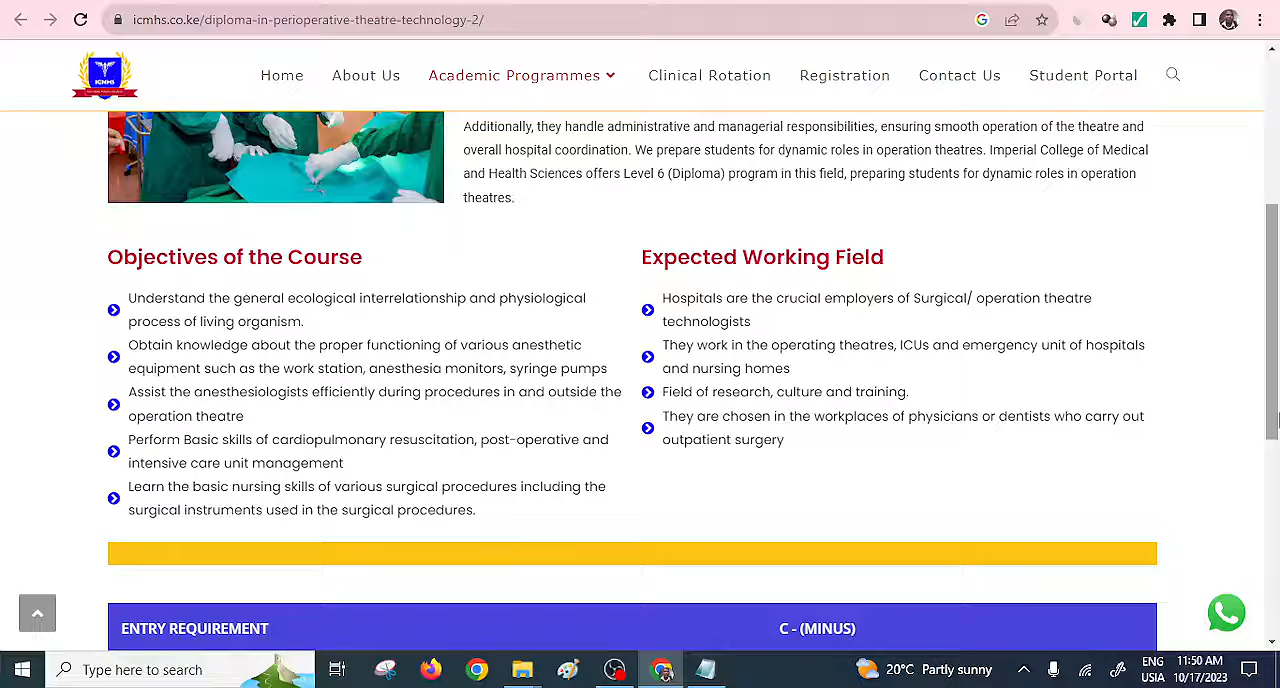 icmhs.co.ke/diploma-in-perioperative-theatre-technology-2/
ICMHS
Home
About Us
Academic Programmes
Clinical Rotation
Registration
Contact Us
Student Portal
Additionally, they handle administrative and managerial responsibilities, ensuring smooth operation of the theatre and
overall hospital coordination. We prepare students for dynamic roles in operation theatres. Imperial College of Medical
and Health Sciences offers Level 6 (Diploma) program in this field, preparing students for dynamic roles in operation
theatres.
Objectives of the Course
Understand the general ecological interrelationship and physiological
process of living organism.
Obtain knowledge about the proper functioning of various anesthetic
equipment such as the work station, anesthesia monitors, syringe pumps
Assist the anesthesiologists efficiently during procedures in and outside the
operation theatre
Perform Basic skills of cardiopulmonary resuscitation, post-operative and
intensive care unit management
Learn the basic nursing skills of various surgical procedures including the
surgical instruments used in the surgical procedures.
Expected Working Field
Hospitals are the crucial employers of Surgical/ operation theatre
technologists
They work in the operating theatres, ICUs and emergency unit of hospitals
and nursing homes
Field of research, culture and training.
They are chosen in the workplaces of physicians or dentists who carry out
outpatient surgery
ENTRY REQUIREMENT
C - (MINUS)
Type here to search
20°C Partly sunny
ENG
USIA
11:50 AM
10/17/2023